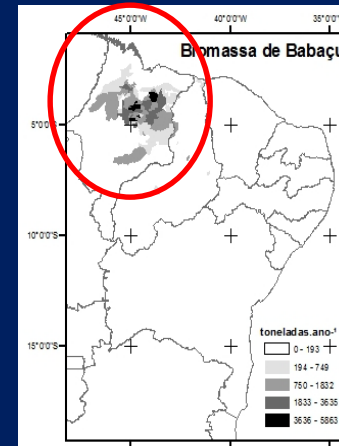 45°0'0"W 40°0'0"W 35°0'0"
Biomassa de Babaçu
5°0'0"S
10°0'0"S
15°0'0"S
toneladas.ano-¹
0 - 193
194 - 749
750 - 1832
1833 - 3635
3636 - 5863